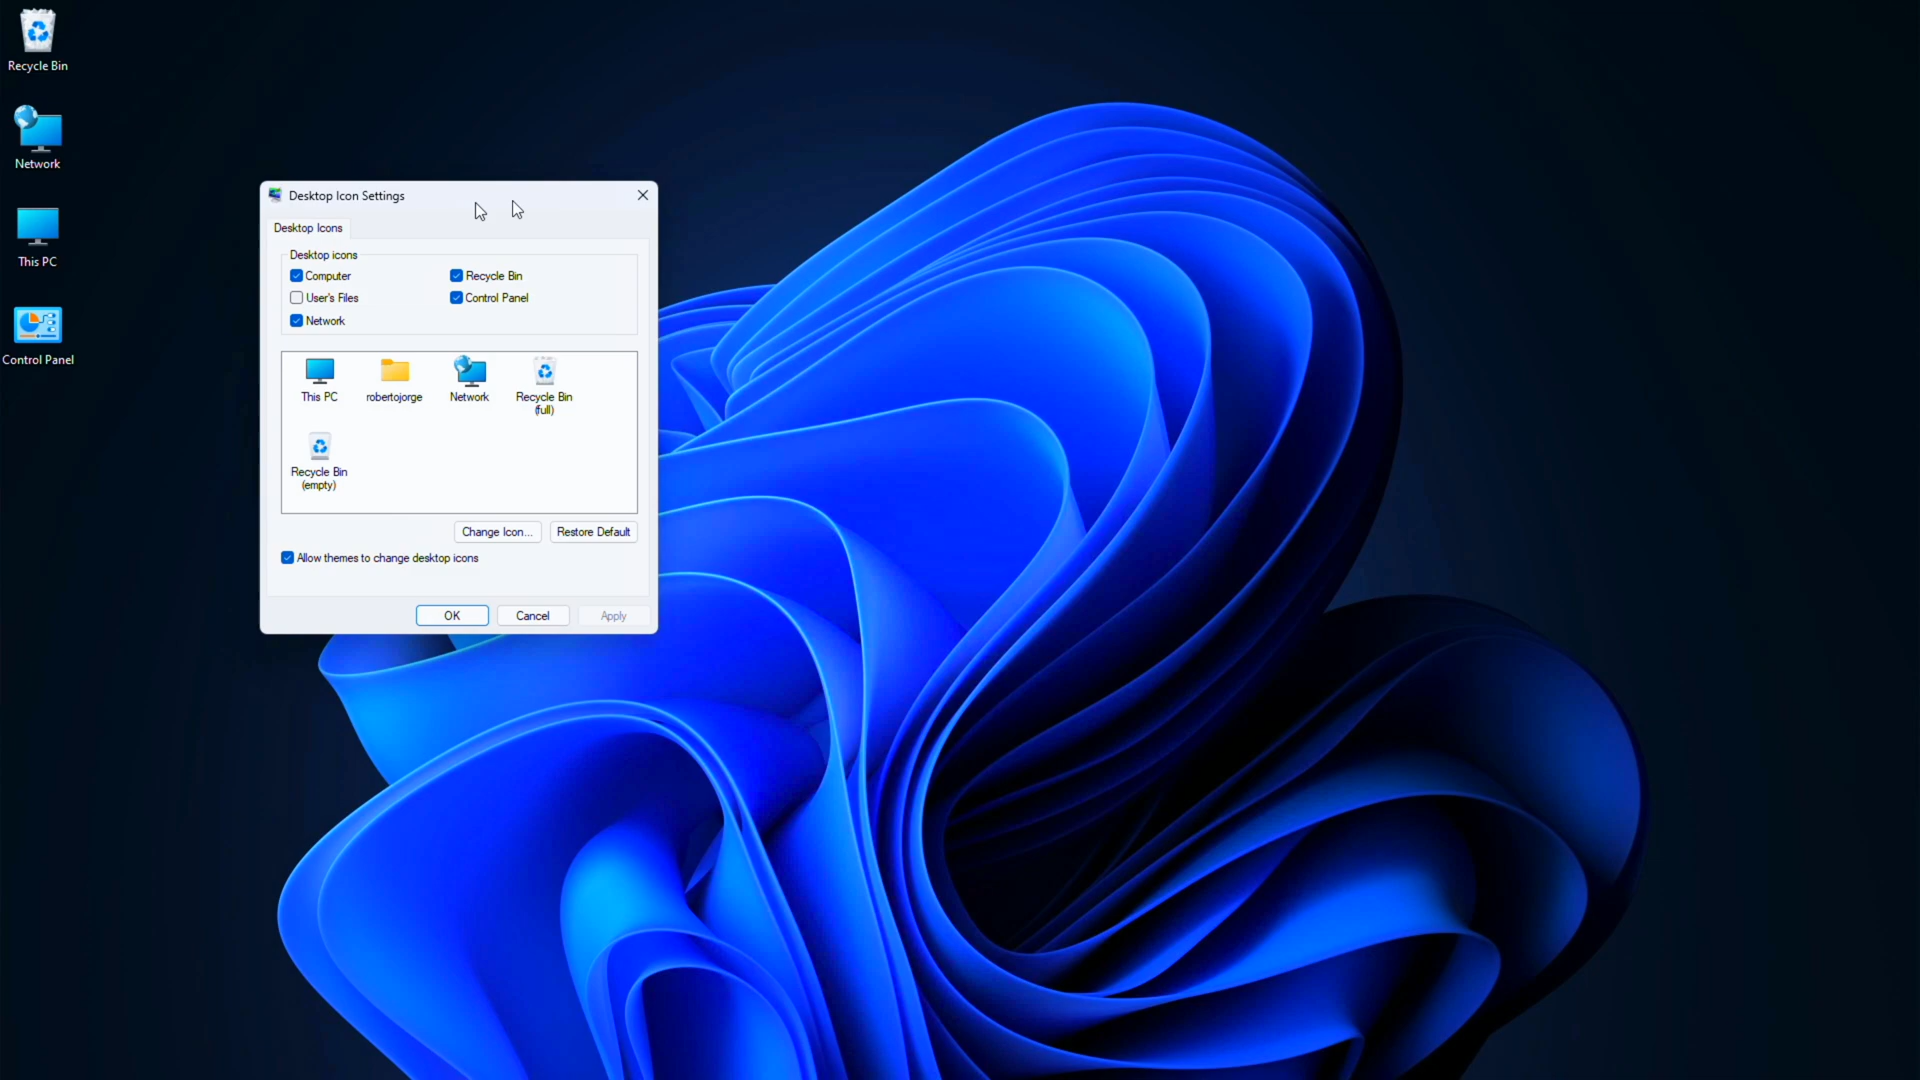 Recycle Bin
Network
This PC
Control Panel
Desktop Icon Settings
Desktop Icons
Desktop icons
Computer
Recycle Bin
User's Files
Control Panel
Network
This PC
robertojorge
Network
Recycle Bin
(full)
Recycle Bin
(empty)
Change Icon...
Restore Default
Allow themes to change desktop icons
OK
Cancel
Apply